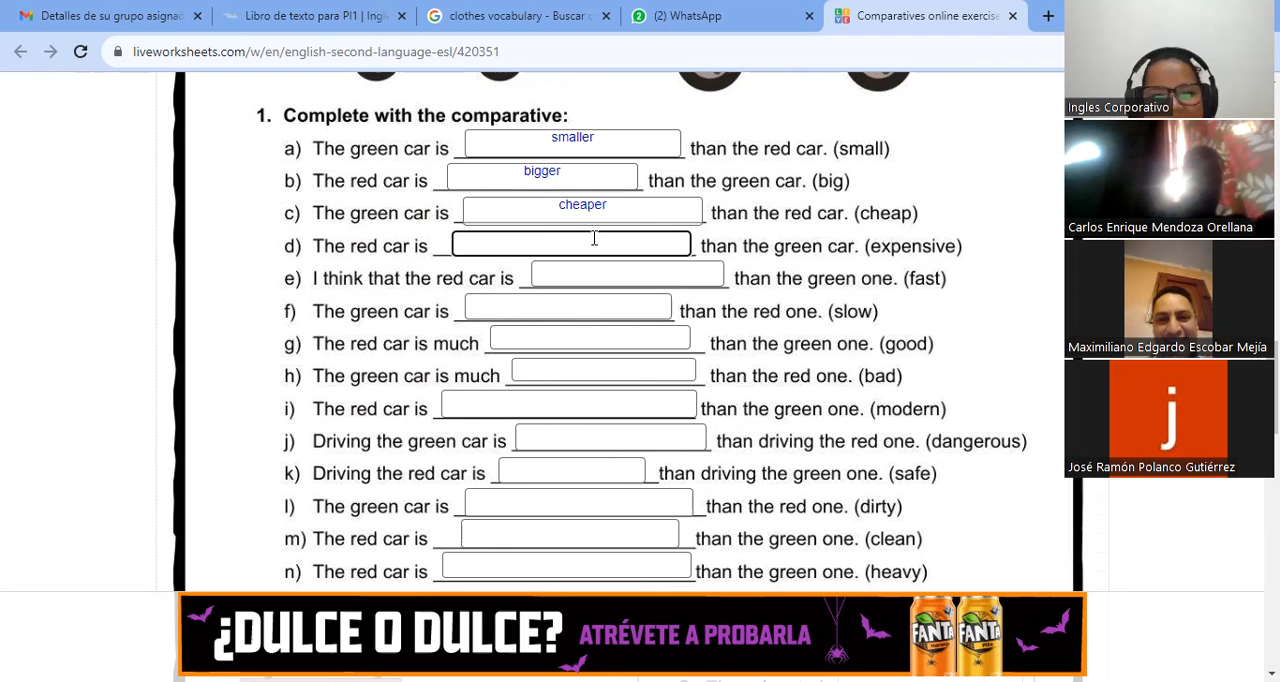 Detalles de su grupo asignad
Libro de texto para PI1 | Ingl
clothes vocabulary - Buscar c
(2) WhatsApp
Comparatives online exercise
liveworksheets.com/w/en/english-second-language-esl/420351
1. Complete with the comparative:
a) The green car is smaller than the red car. (small)
b) The red car is bigger than the green car. (big)
c) The green car is cheaper than the red car. (cheap)
d) The red car is than the green car. (expensive)
e) I think that the red car is than the green one. (fast)
f) The green car is than the red one. (slow)
g) The red car is much than the green one. (good)
h) The green car is much than the red one. (bad)
i) The red car is than the green one. (modern)
j) Driving the green car is than driving the red one. (dangerous)
k) Driving the red car is than driving the green one. (safe)
l) The green car is than the red one. (dirty)
m) The red car is than the green one. (clean)
n) The red car is than the green one. (heavy)
¿DULCE O DULCE? ATRÉVETE A PROBARLA
FANTA
FANTA
Ingles Corporativo
Carlos Enrique Mendoza Orellana
Maximiliano Edgardo Escobar Mejía
j
José Ramón Polanco Gutiérrez